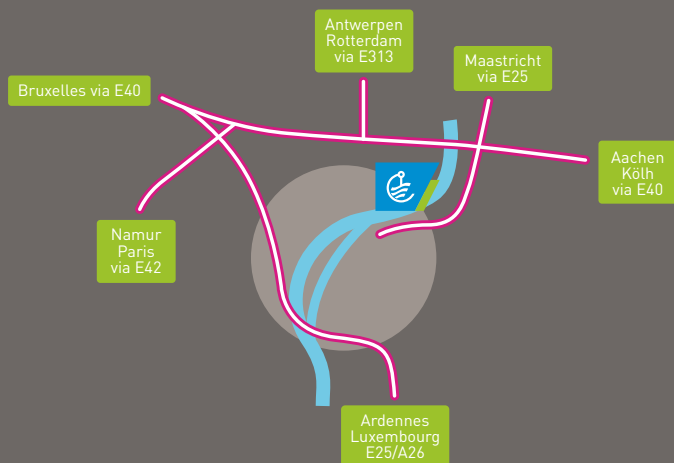 Antwerpen
Rotterdam
via E313
Maastricht
via E25
Bruxelles via E40
Aachen
Kölh
via E40
Namur
Paris
via E42
Ardennes
Luxembourg
E25/A26